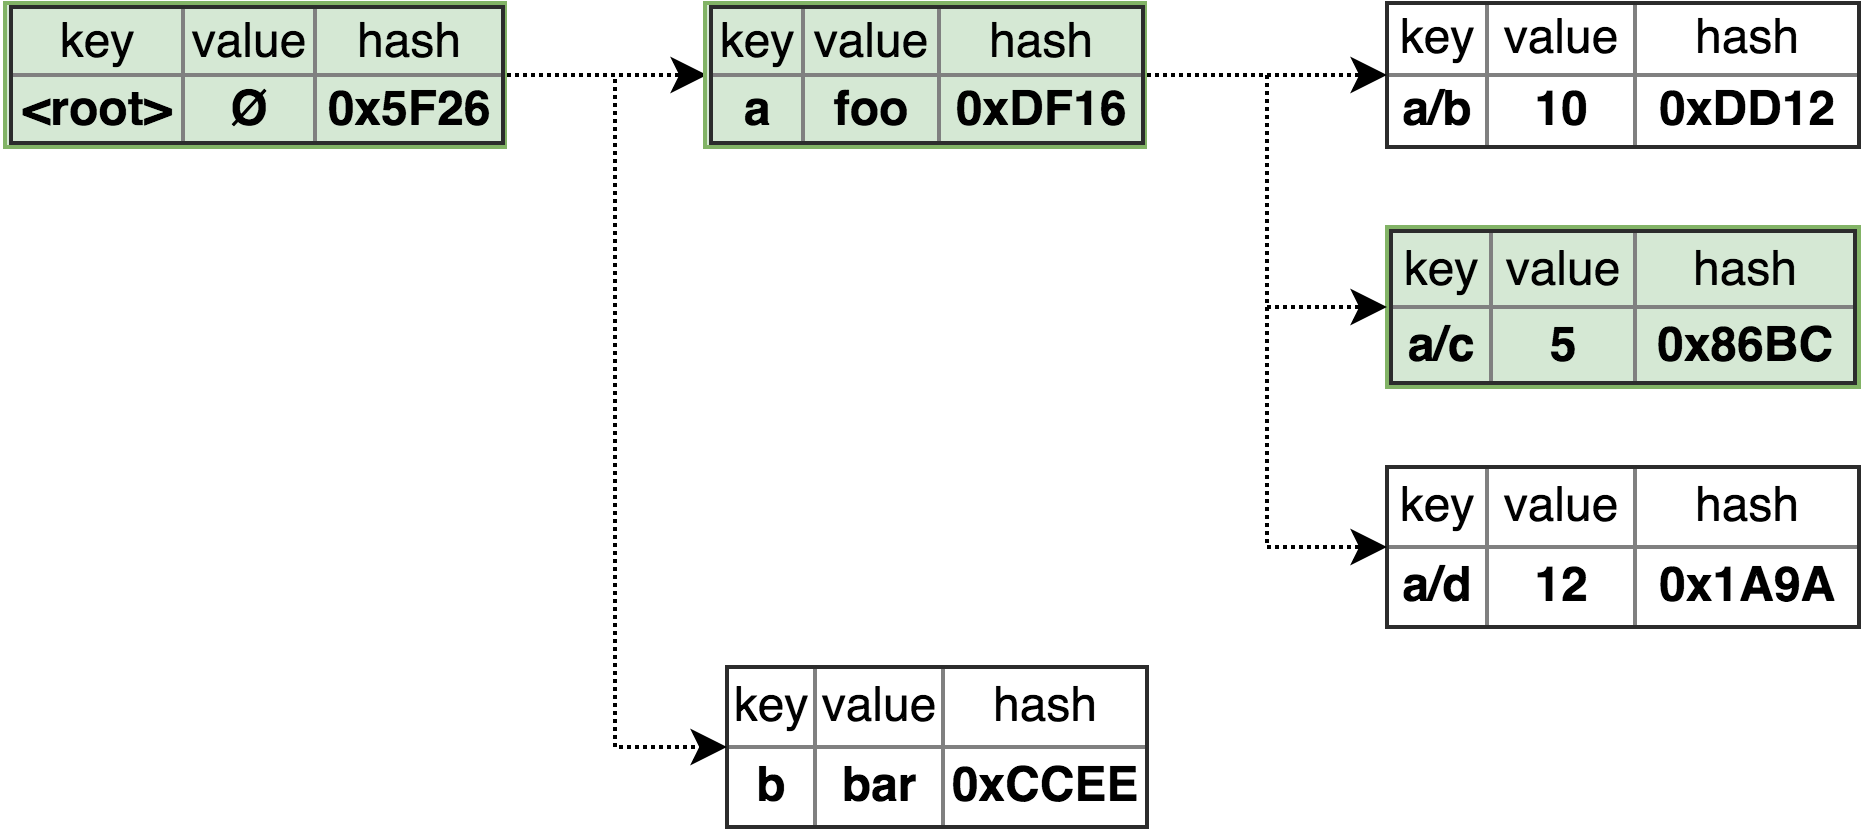 key value hash
<root> Ø 0x5F26
key value hash
a foo 0xDF16
key value hash
a/b 10 0xDD12
key value hash
a/c 5 0x86BC
key value hash
a/d 12 0x1A9A
key value hash
b bar 0xCCEE